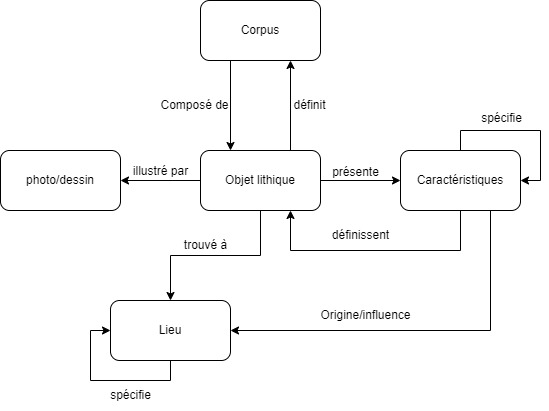 Corpus
Composé de
définit
spécifie
photo/dessin
illustré par
Objet lithique
présente
Caractéristiques
trouvé à
définissent
Origine/influence
Lieu
spécifie